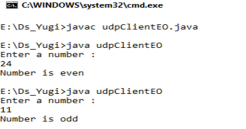 C:\WINDOWS\system32\cmd.exe
E:\Ds_Yugi>javac udpClientEO.java
E:\Ds_Yugi>java udpClientEO
Enter a number :
24
Number is even
E:\Ds_Yugi>java udpClientEO
Enter a number :
11
Number is odd